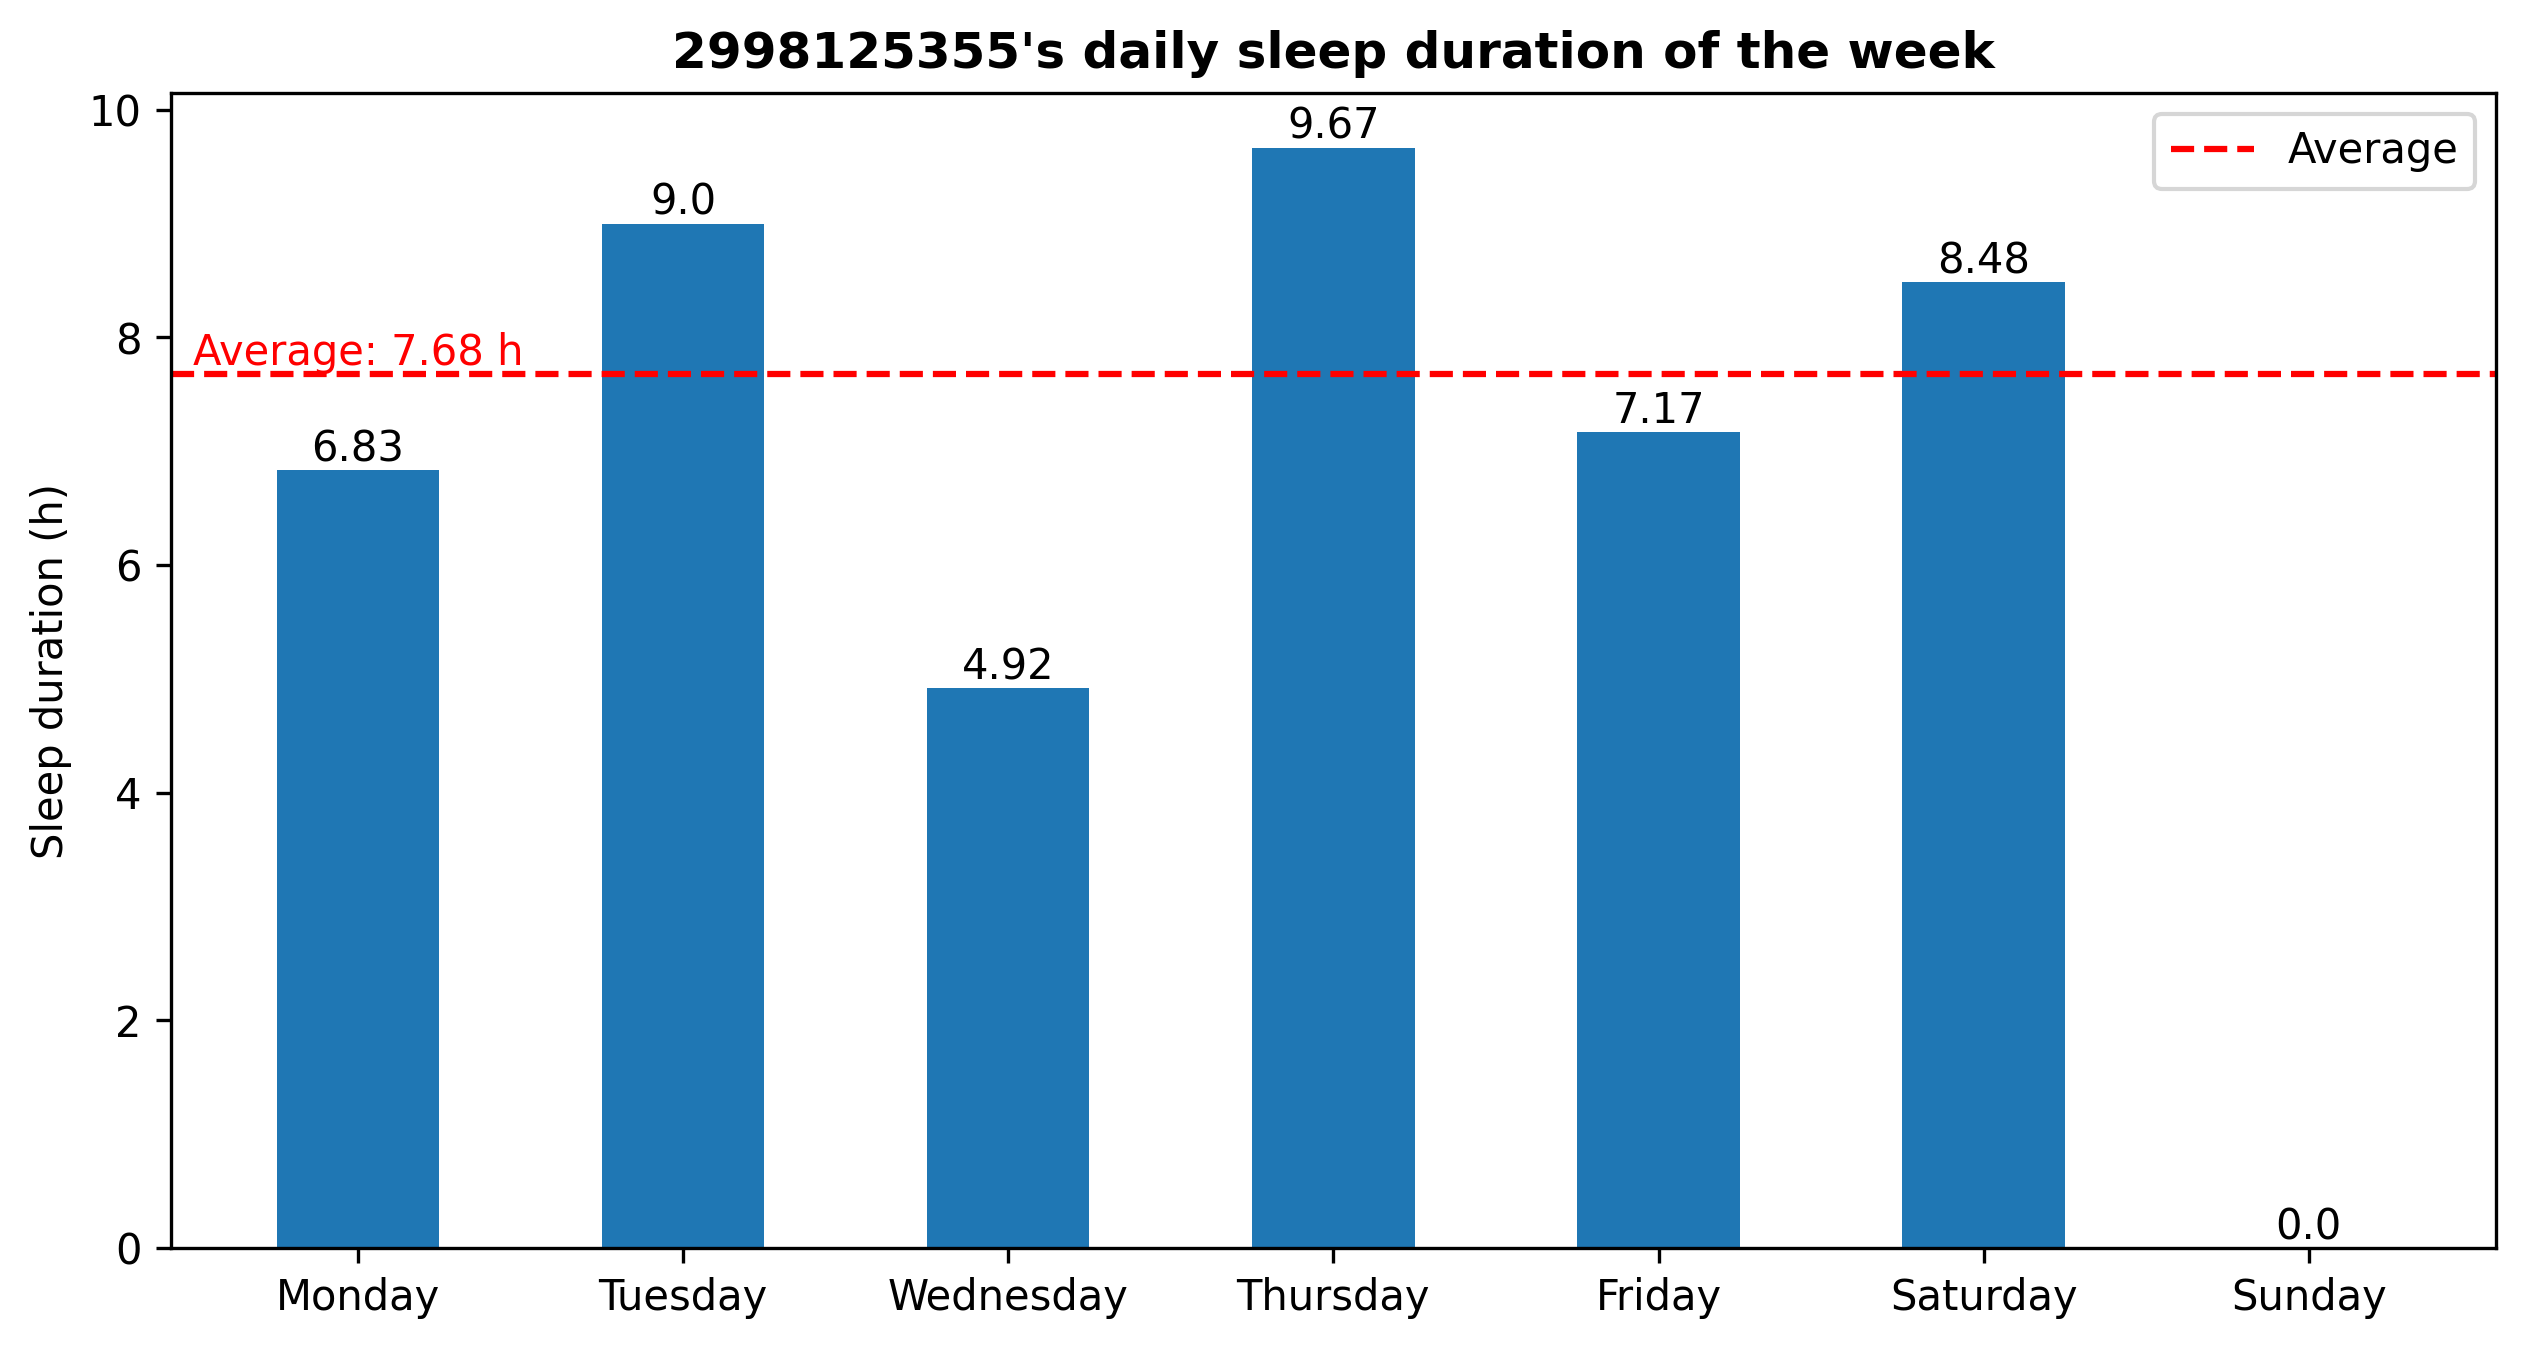 2998125355's daily sleep duration of the week
Sleep duration (h)
10
8
6
4
2
0
Average
Average: 7.68 h
6.83
9.0
4.92
9.67
7.17
8.48
0.0
Monday
Tuesday
Wednesday
Thursday
Friday
Saturday
Sunday